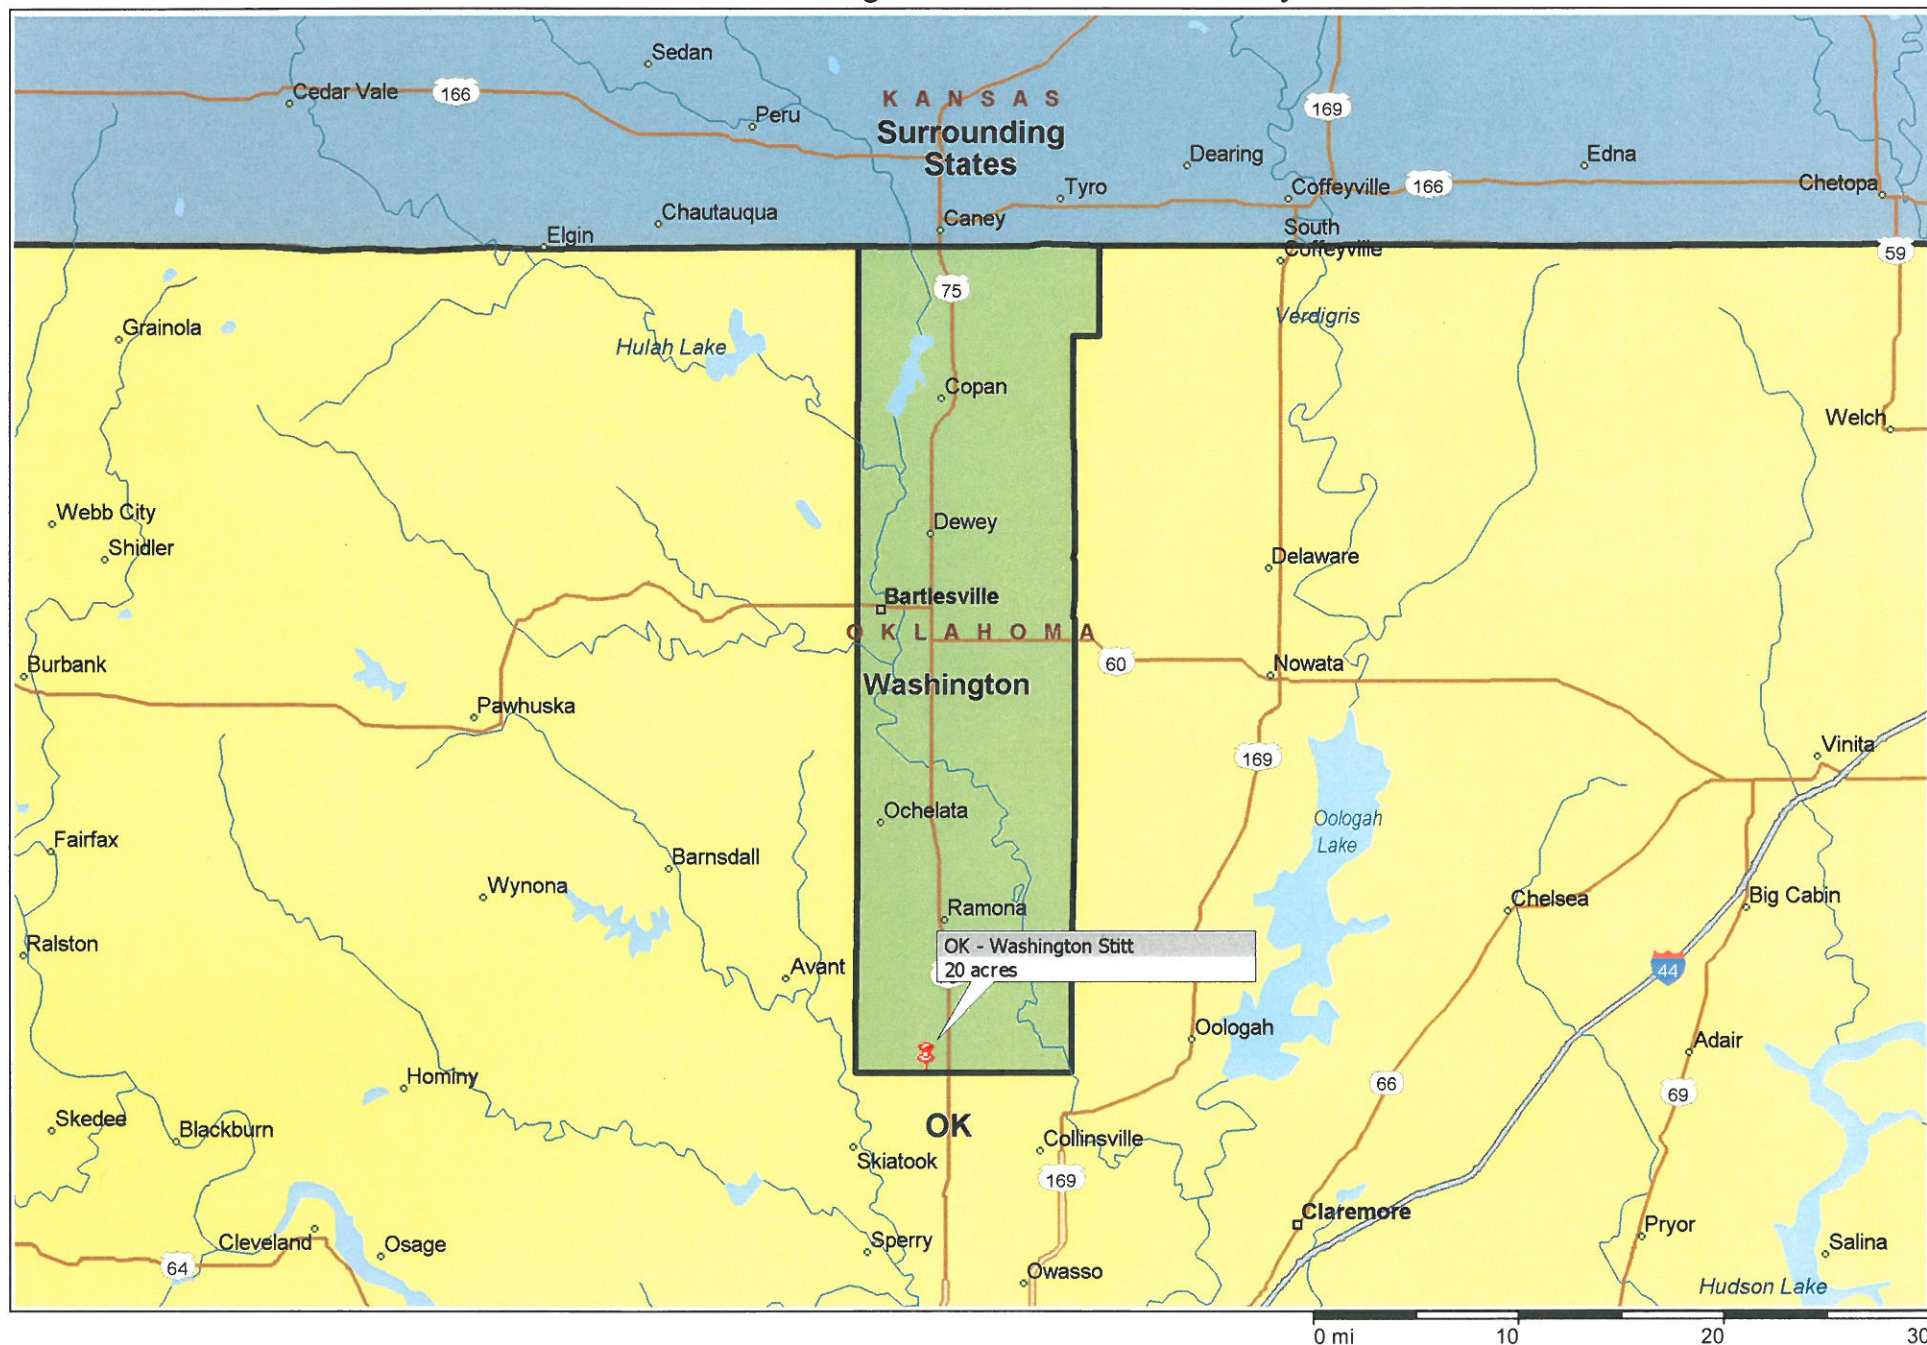 Sedan
Cedar Vale
166
KANSAS
169
Peru
Surrounding
States
Dearing
Edna
Tyro
Coffeyville
166
Chetopa
Chautauqua
Caney
South
Coffeyville
Elgin
59
75
Verdigris
Grainola
Hulah Lake
Copan
Welch
Webb City
Dewey
Shidler
Delaware
Bartlesville
OKLAHOMA
Burbank
60
Nowata
Washington
Pawhuska
Vinita
169
Ochelata
Oologah
Lake
Fairfax
Barnsdall
Wynona
Chelsea
Big Cabin
Ramona
Ralston
OK - Washington Stitt
20 acres
Avant
44
Oologah
Adair
Hominy
66
69
Skedee
Blackburn
OK
Collinsville
Skiatook
169
Claremore
Cleveland
Osage
Sperry
Pryor
Salina
64
Owasso
Hudson Lake
0 mi
10
20
30